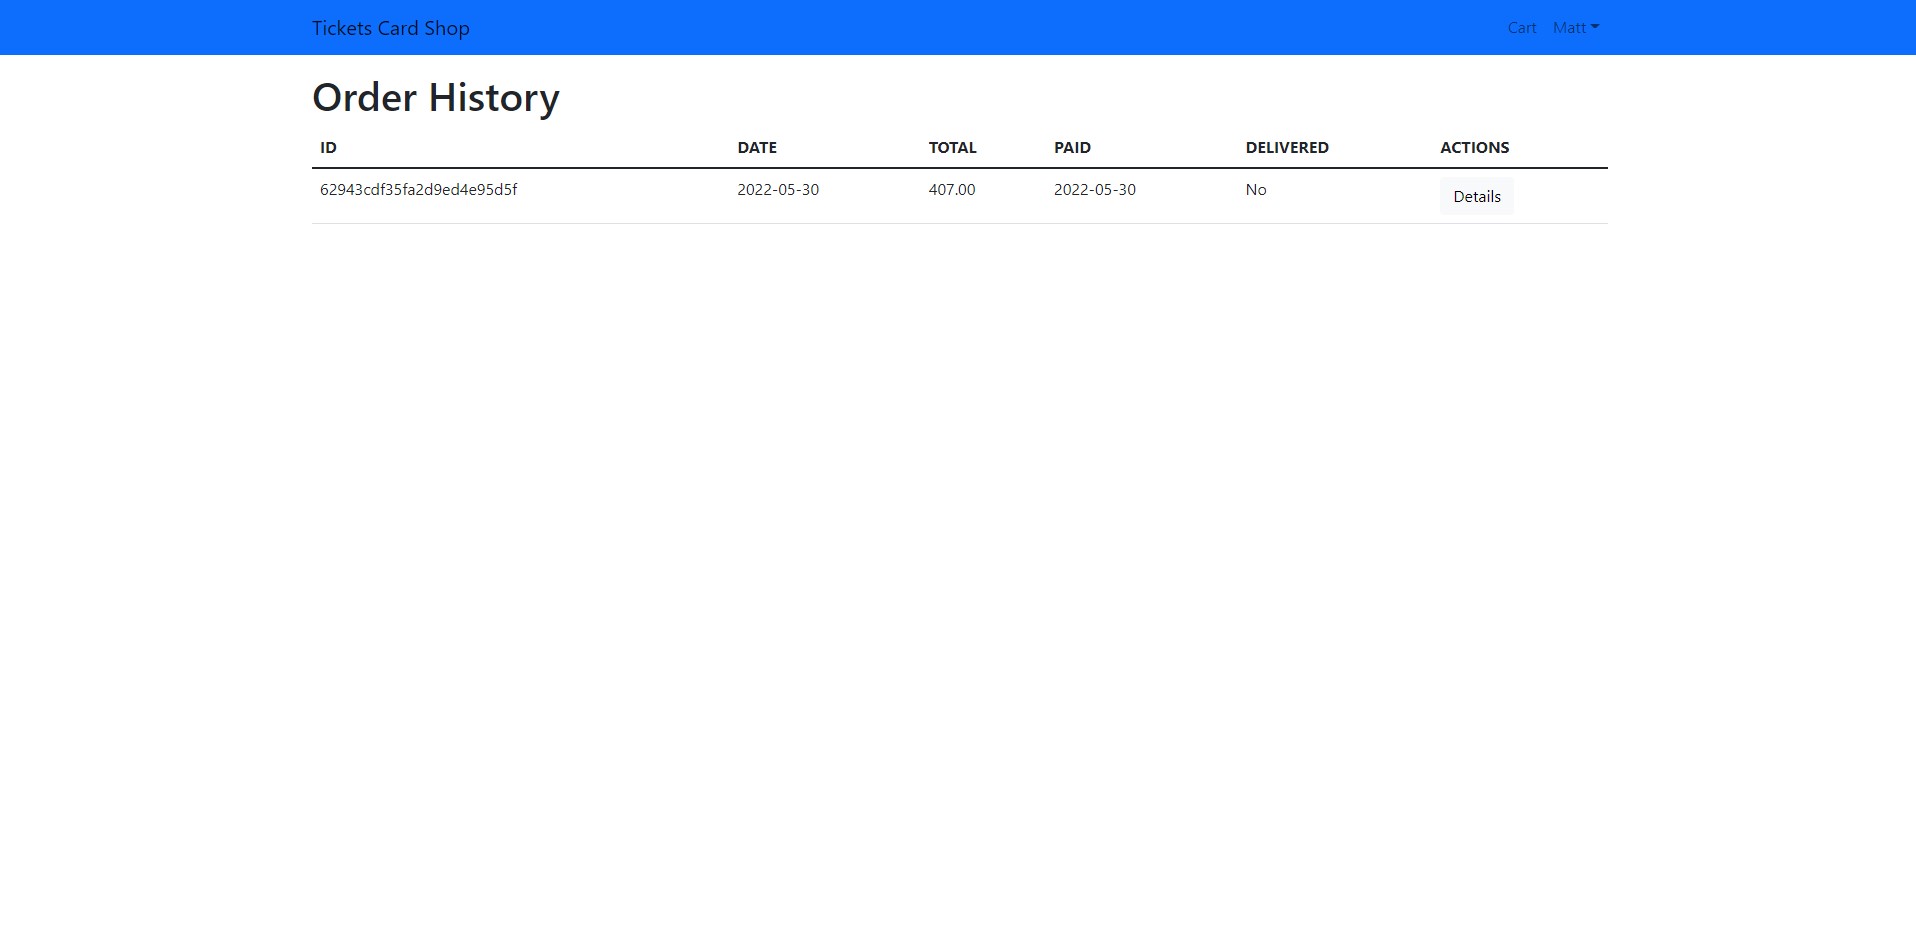 Tickets Card Shop Cart Matt
Order History
ID DATE TOTAL PAID DELIVERED ACTIONS
62943cdf35fa2d9ed4e95d5f 2022-05-30 407.00 2022-05-30 No Details